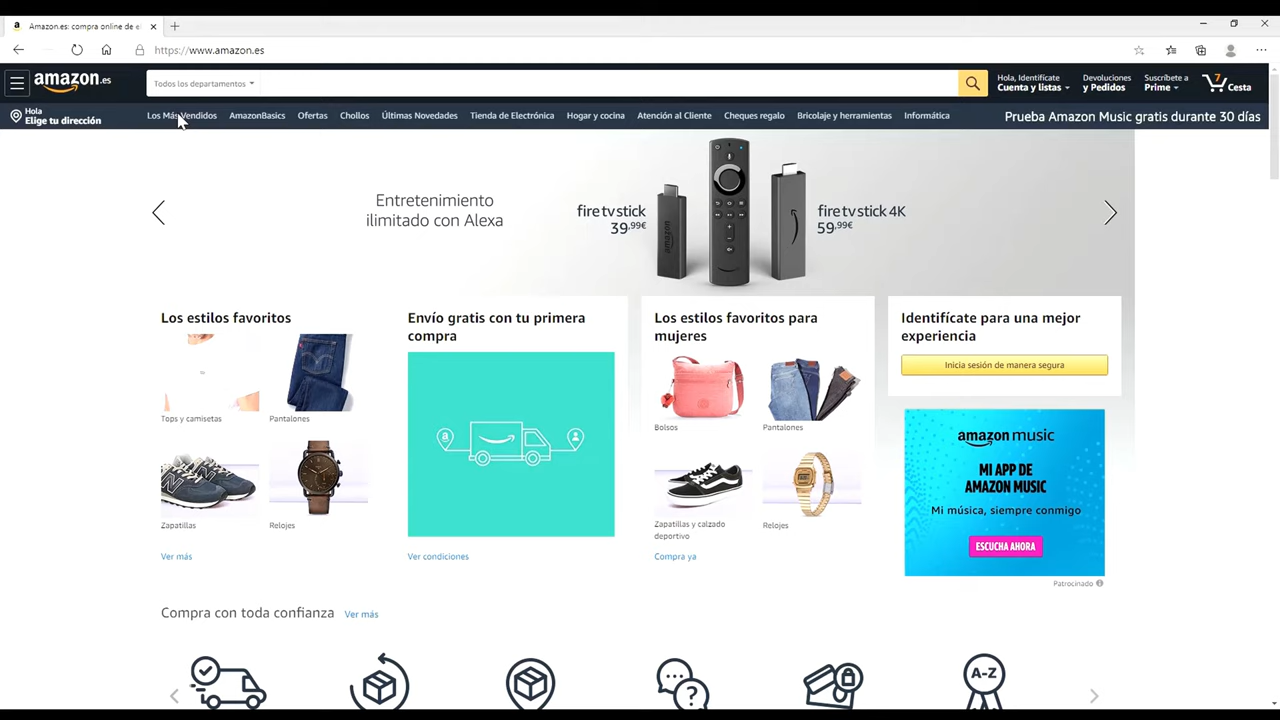 Amazon.es: compra online de e
https://www.amazon.es
amazon.es
Todos los departamentos
Hola, Identifícate
Cuenta y listas
Devoluciones
y Pedidos
Suscríbete a
Prime
7
Cesta
Hola
Elige tu dirección
Los Más Vendidos
AmazonBasics
Ofertas
Chollos
Últimas Novedades
Tienda de Electrónica
Hogar y cocina
Atención al Cliente
Cheques regalo
Bricolaje y herramientas
Informática
Prueba Amazon Music gratis durante 30 días
Entretenimiento
ilimitado con Alexa
fire tv stick
39,99€
amazon
fire tv stick 4K
59,99€
Los estilos favoritos
Tops y camisetas
Pantalones
Zapatillas
Relojes
Ver más
Envío gratis con tu primera
compra
a
Ver condiciones
Los estilos favoritos para
mujeres
Bolsos
Pantalones
Zapatillas y calzado
deportivo
Relojes
Compra ya
Identifícate para una mejor
experiencia
Inicia sesión de manera segura
amazon music
MI APP DE
AMAZON MUSIC
Mi música, siempre conmigo
ESCUCHA AHORA
Patrocinado
Compra con toda confianza
Ver más
?
A-Z